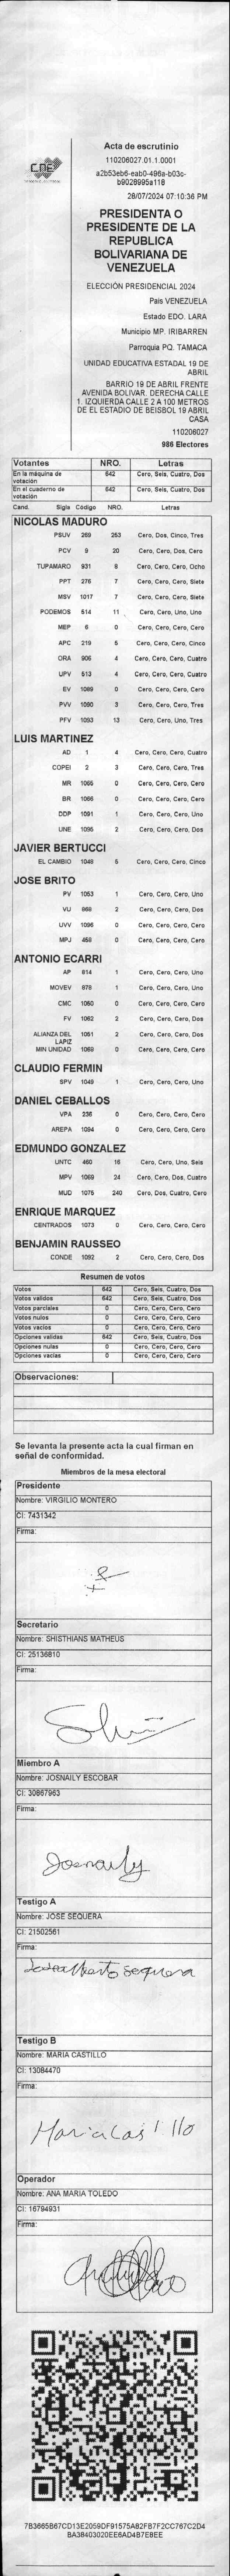 CNE
Acta de escrutinio
110206027.01.1.0001
a2b53eb6-eab0-496a-b03c-
b9028995a118
28/07/2024 07:10:36 PM
PRESIDENTA O
PRESIDENTE DE LA
REPUBLICA
BOLIVARIANA DE
VENEZUELA
ELECCIÓN PRESIDENCIAL 2024
País VENEZUELA
Estado EDO. LARA
Municipio MP. IRIBARREN
Parroquia PQ. TAMACA
UNIDAD EDUCATIVA ESTADAL 19 DE
ABRIL
BARRIO 19 DE ABRIL FRENTE
AVENIDA BOLIVAR. DERECHA CALLE
1. IZQUIERDA CALLE 2 A 100 METROS
DE EL ESTADIO DE BEISBOL 19 ABRIL
CASA
110206027
986 Electores
Votantes NRO. Letras
En la máquina de votación 642 Cero, Seis, Cuatro, Dos
En el cuaderno de votación 642 Cero, Seis, Cuatro, Dos
Cand. Sigla Código NRO. Letras
NICOLAS MADURO
PSUV 269 253 Cero, Dos, Cinco, Tres
PCV 9 20 Cero, Cero, Dos, Cero
TUPAMARO 931 8 Cero, Cero, Cero, Ocho
PPT 276 7 Cero, Cero, Cero, Siete
MSV 1017 7 Cero, Cero, Cero, Siete
PODEMOS 514 11 Cero, Cero, Uno, Uno
MEP 6 0 Cero, Cero, Cero, Cero
APC 219 5 Cero, Cero, Cero, Cinco
ORA 906 4 Cero, Cero, Cero, Cuatro
UPV 513 4 Cero, Cero, Cero, Cuatro
EV 1089 0 Cero, Cero, Cero, Cero
PVV 1090 3 Cero, Cero, Cero, Tres
PFV 1093 13 Cero, Cero, Uno, Tres
LUIS MARTINEZ
AD 1 4 Cero, Cero, Cero, Cuatro
COPEI 2 3 Cero, Cero, Cero, Tres
MR 1065 0 Cero, Cero, Cero, Cero
BR 1066 0 Cero, Cero, Cero, Cero
DDP 1091 1 Cero, Cero, Cero, Uno
UNE 1095 2 Cero, Cero, Cero, Dos
JAVIER BERTUCCI
EL CAMBIO 1048 5 Cero, Cero, Cero, Cinco
JOSE BRITO
PV 1053 1 Cero, Cero, Cero, Uno
VU 868 2 Cero, Cero, Cero, Dos
UVV 1096 0 Cero, Cero, Cero, Cero
MPJ 458 0 Cero, Cero, Cero, Cero
ANTONIO ECARRI
AP 814 1 Cero, Cero, Cero, Uno
MOVEV 878 1 Cero, Cero, Cero, Uno
CMC 1050 0 Cero, Cero, Cero, Cero
FV 1062 2 Cero, Cero, Cero, Dos
ALIANZA DEL LAPIZ 1051 2 Cero, Cero, Cero, Dos
MIN UNIDAD 1069 0 Cero, Cero, Cero, Cero
CLAUDIO FERMIN
SPV 1049 1 Cero, Cero, Cero, Uno
DANIEL CEBALLOS
VPA 236 0 Cero, Cero, Cero, Cero
AREPA 1094 0 Cero, Cero, Cero, Cero
EDMUNDO GONZALEZ
UNTC 460 16 Cero, Cero, Uno, Seis
MPV 1069 24 Cero, Cero, Dos, Cuatro
MUD 1075 240 Cero, Dos, Cuatro, Cero
ENRIQUE MARQUEZ
CENTRADOS 1073 0 Cero, Cero, Cero, Cero
BENJAMIN RAUSSEO
CONDE 1092 2 Cero, Cero, Cero, Dos
Resumen de votos
Votos 642 Cero, Seis, Cuatro, Dos
Votos validos 642 Cero, Seis, Cuatro, Dos
Votos parciales 0 Cero, Cero, Cero, Cero
Votos nulos 0 Cero, Cero, Cero, Cero
Votos vacios 0 Cero, Cero, Cero, Cero
Opciones validas 642 Cero, Seis, Cuatro, Dos
Opciones nulas 0 Cero, Cero, Cero, Cero
Opciones vacias 0 Cero, Cero, Cero, Cero
Observaciones:
Se levanta la presente acta la cual firman en
señal de conformidad.
Miembros de la mesa electoral
Presidente
Nombre: VIRGILIO MONTERO
CI: 7431342
Firma:
Secretario
Nombre: SHISTHIANS MATHEUS
CI: 25136810
Firma:
Miembro A
Nombre: JOSNAILY ESCOBAR
CI: 30867963
Firma:
Josnaily
Testigo A
Nombre: JOSE SEQUERA
CI: 21502561
Firma:
Sequera
Testigo B
Nombre: MARIA CASTILLO
CI: 13084470
Firma:
Maria Castillo
Operador
Nombre: ANA MARIA TOLEDO
CI: 16794931
Firma:
7B3665B67CD13E2059DF91575A82FB7F2CC767C2D4
BA38403020EE6AD4B7EBEE